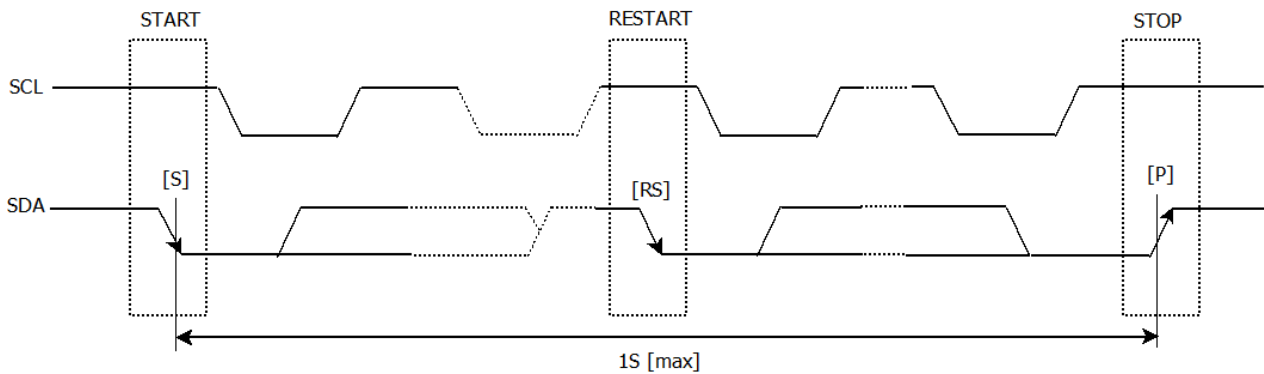 START
RESTART
STOP
SCL
[S]
[RS]
[P]
SDA
1S [max]